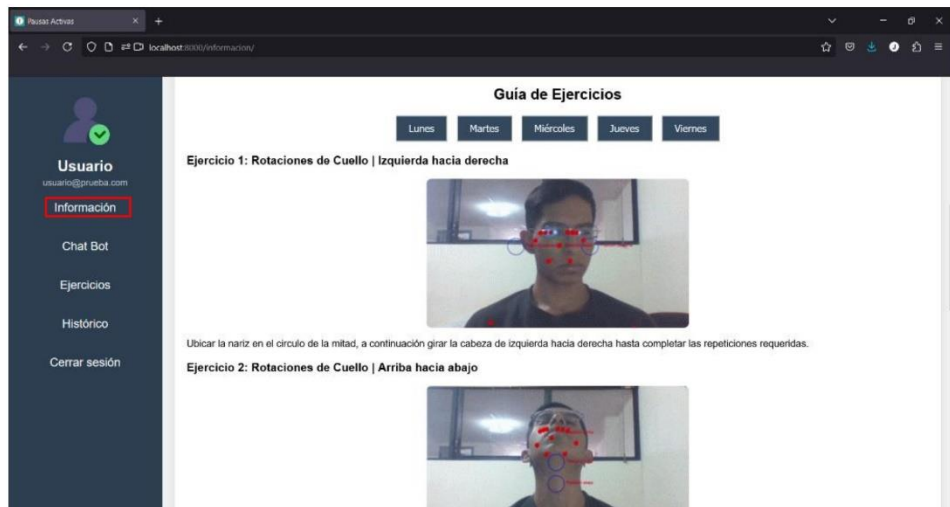 Pausas Activas
localhost:8000/informacion/
Guía de Ejercicios
Lunes Martes Miércoles Jueves Viernes
Usuario
usuario@prueba.com
Información
Chat Bot
Ejercicios
Histórico
Cerrar sesión
Ejercicio 1: Rotaciones de Cuello | Izquierda hacia derecha
Ubicar la nariz en el circulo de la mitad, a continuación girar la cabeza de izquierda hacia derecha hasta completar las repeticiones requeridas.
Ejercicio 2: Rotaciones de Cuello | Arriba hacia abajo